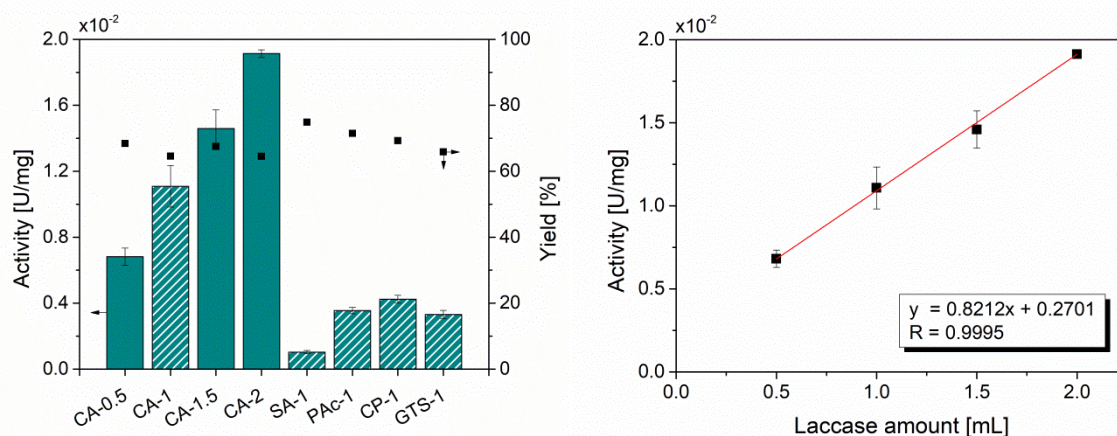 x10⁻²
Activity [U/mg]
2.0
1.6
1.2
0.8
0.4
0.0
100
80
60
40
20
0
Yield [%]
CA-0.5
CA-1
CA-1.5
CA-2
SA-1
PAc-1
CP-1
GTS-1
x10⁻²
Activity [U/mg]
2.0
1.5
1.0
0.5
0.0
0.0
0.5
1.0
1.5
2.0
Laccase amount [mL]
y = 0.8212x + 0.2701
R = 0.9995